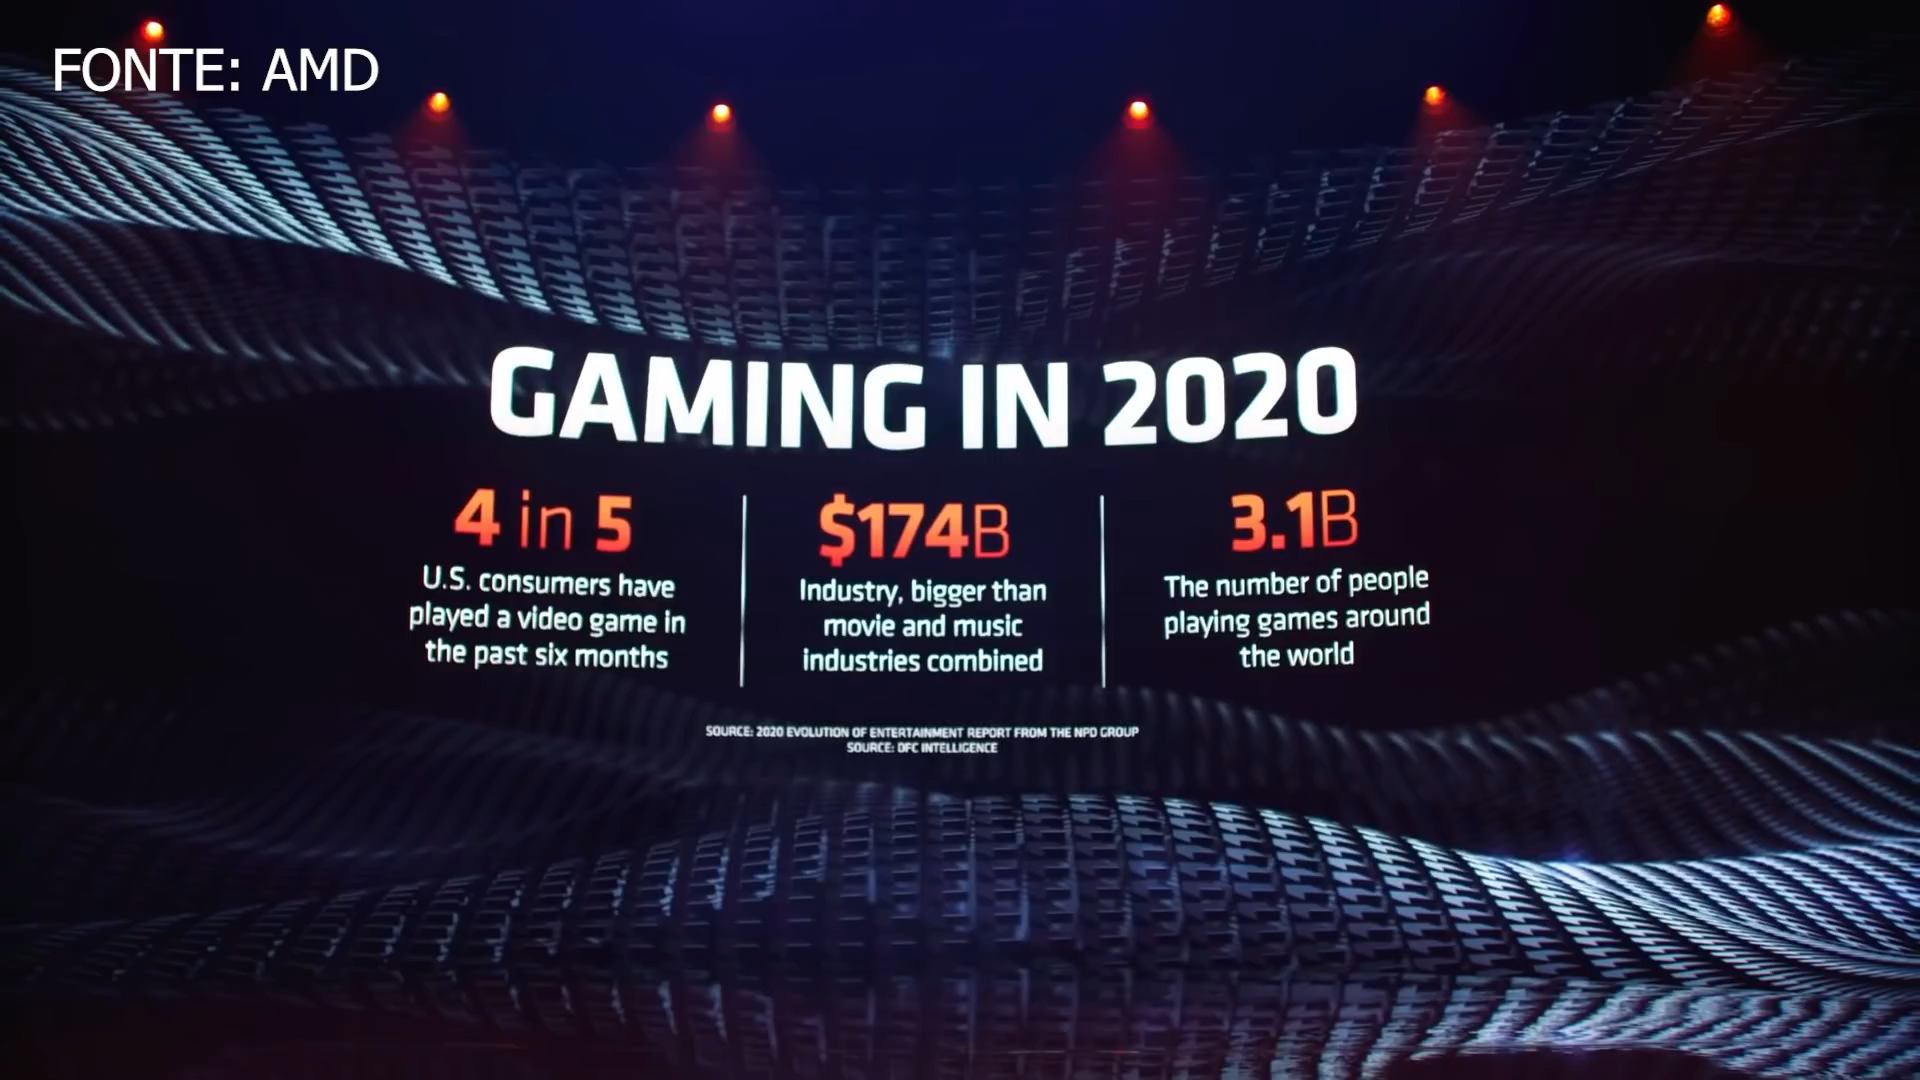 FONTE: AMD
GAMING IN 2020
4 in 5
U.S. consumers have
played a video game in
the past six months
$174B
Industry, bigger than
movie and music
industries combined
3.1B
The number of people
playing games around
the world
SOURCE: 2020 EVOLUTION OF ENTERTAINMENT REPORT FROM THE NPD GROUP
SOURCE: DFC INTELLIGENCE